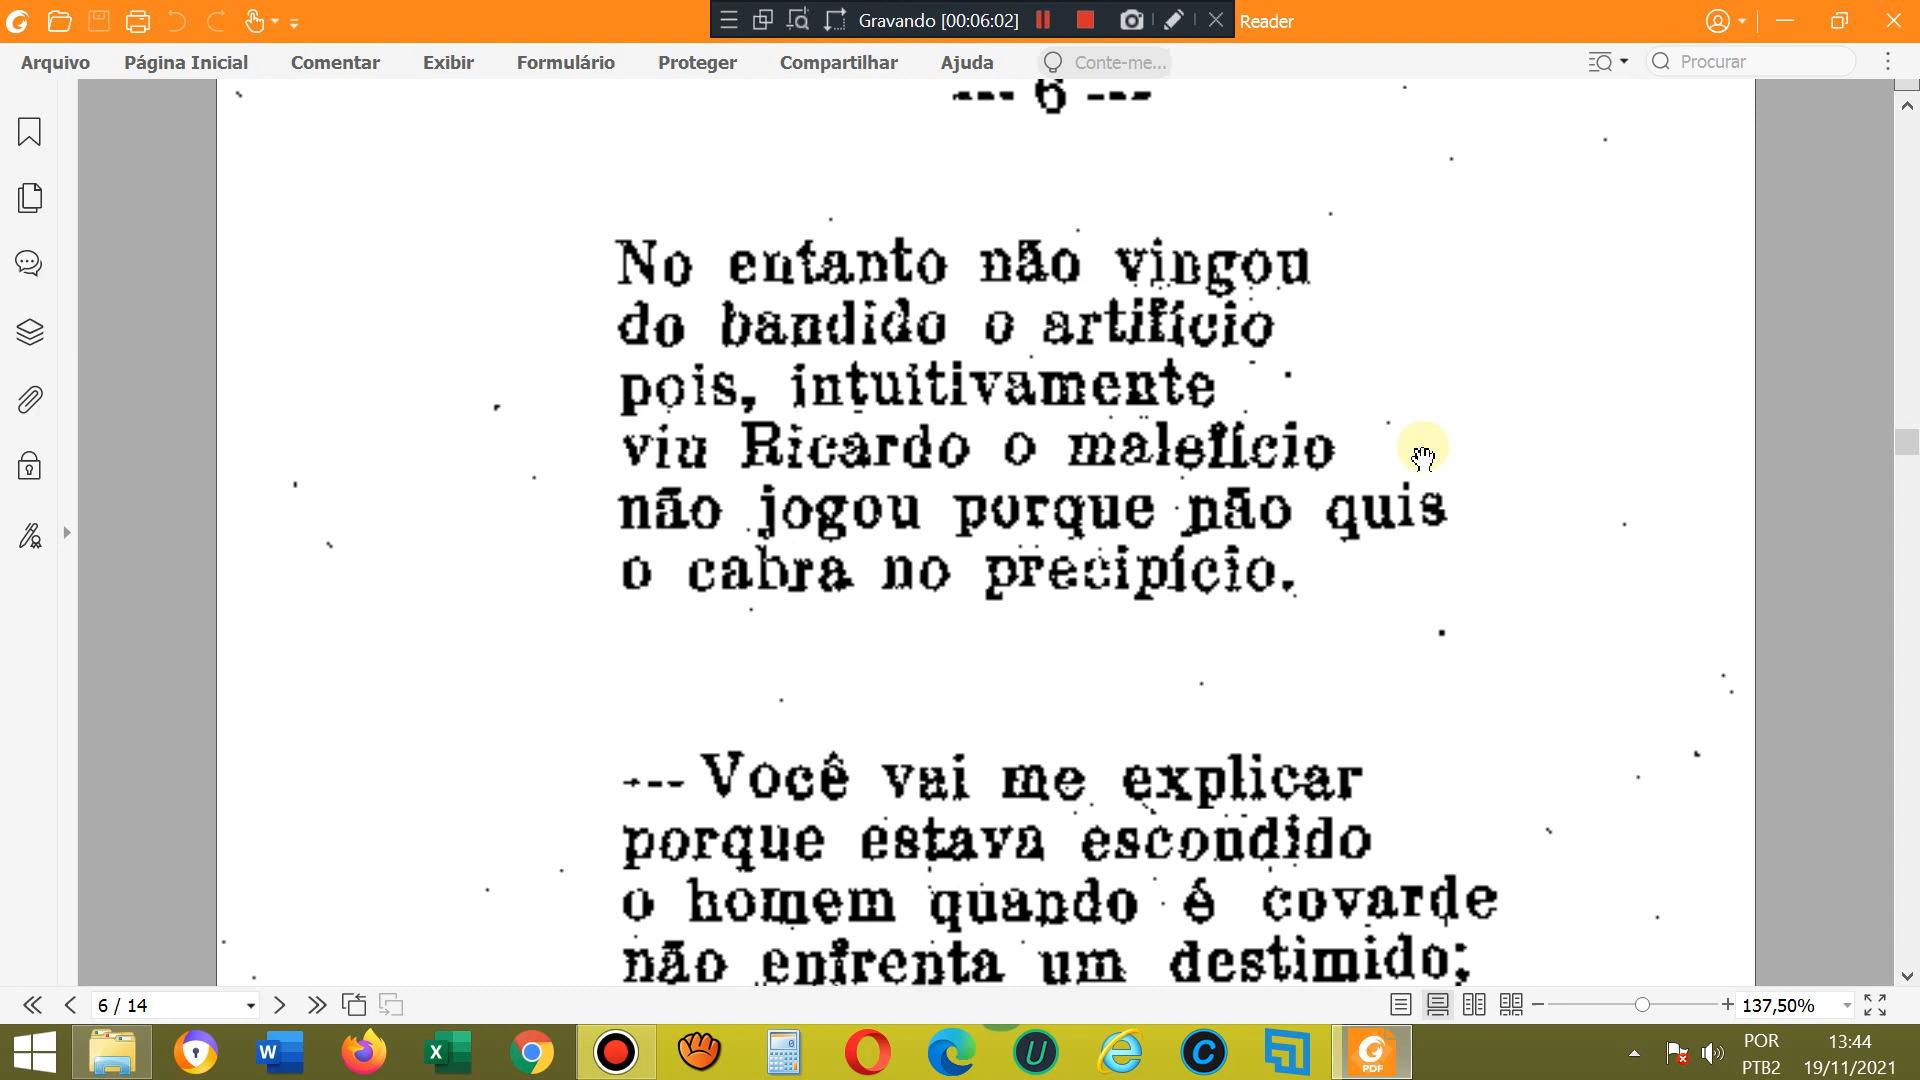 Gravando [00:06:02]
Reader
Arquivo Página Inicial Comentar Exibir Formulário Proteger Compartilhar Ajuda Conte-me... Procurar
--- 6 ---
No entanto não vingou
do bandido o artifício
pois, intuitivamente
viu Ricardo o malefício
não jogou porque não quis
o cabra no precipício.
--- Você vai me explicar
porque estava escondido
o homem quando é covarde
não enfrenta um destimido;
6 / 14
137,50%
POR 13:44
PTB2 19/11/2021